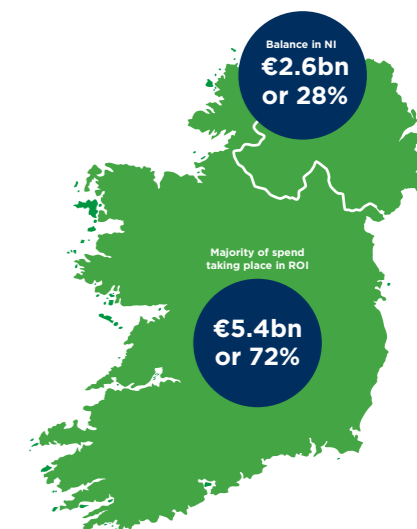 Balance in NI
€2.6bn
or 28%
Majority of spend
taking place in ROI
€5.4bn
or 72%